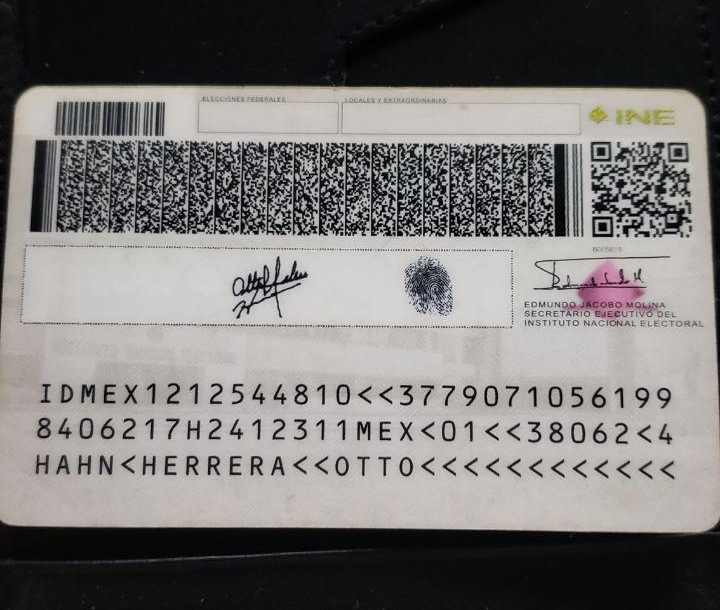 ELECCIONES FEDERALES
LOCALES Y EXTRAORDINARIAS
INE
EDMUNDO JACOBO MOLINA
SECRETARIO EJECUTIVO DEL
INSTITUTO NACIONAL ELECTORAL
IDMEX1212544810<<3779071056199
8406217H2412311MEX<01<<38062<4
HAHN<HERRERA<<OTTO<<<<<<<<<<<<